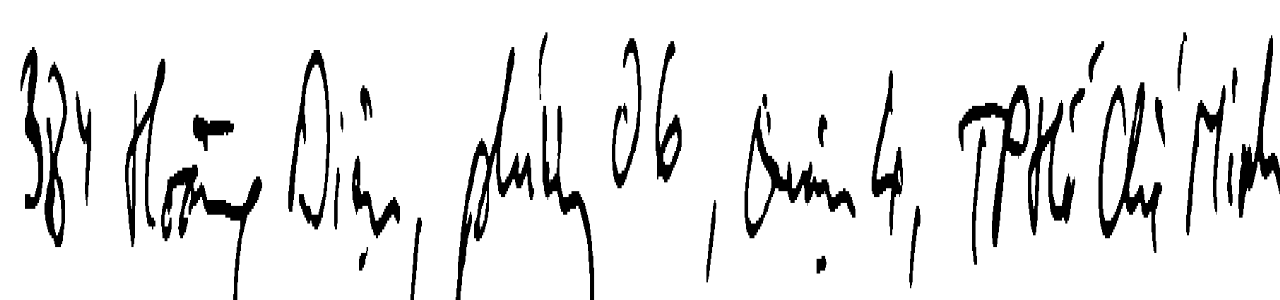 384 Hoàng Diệu, phường 06, Quận 4, TP Hồ Chí Minh